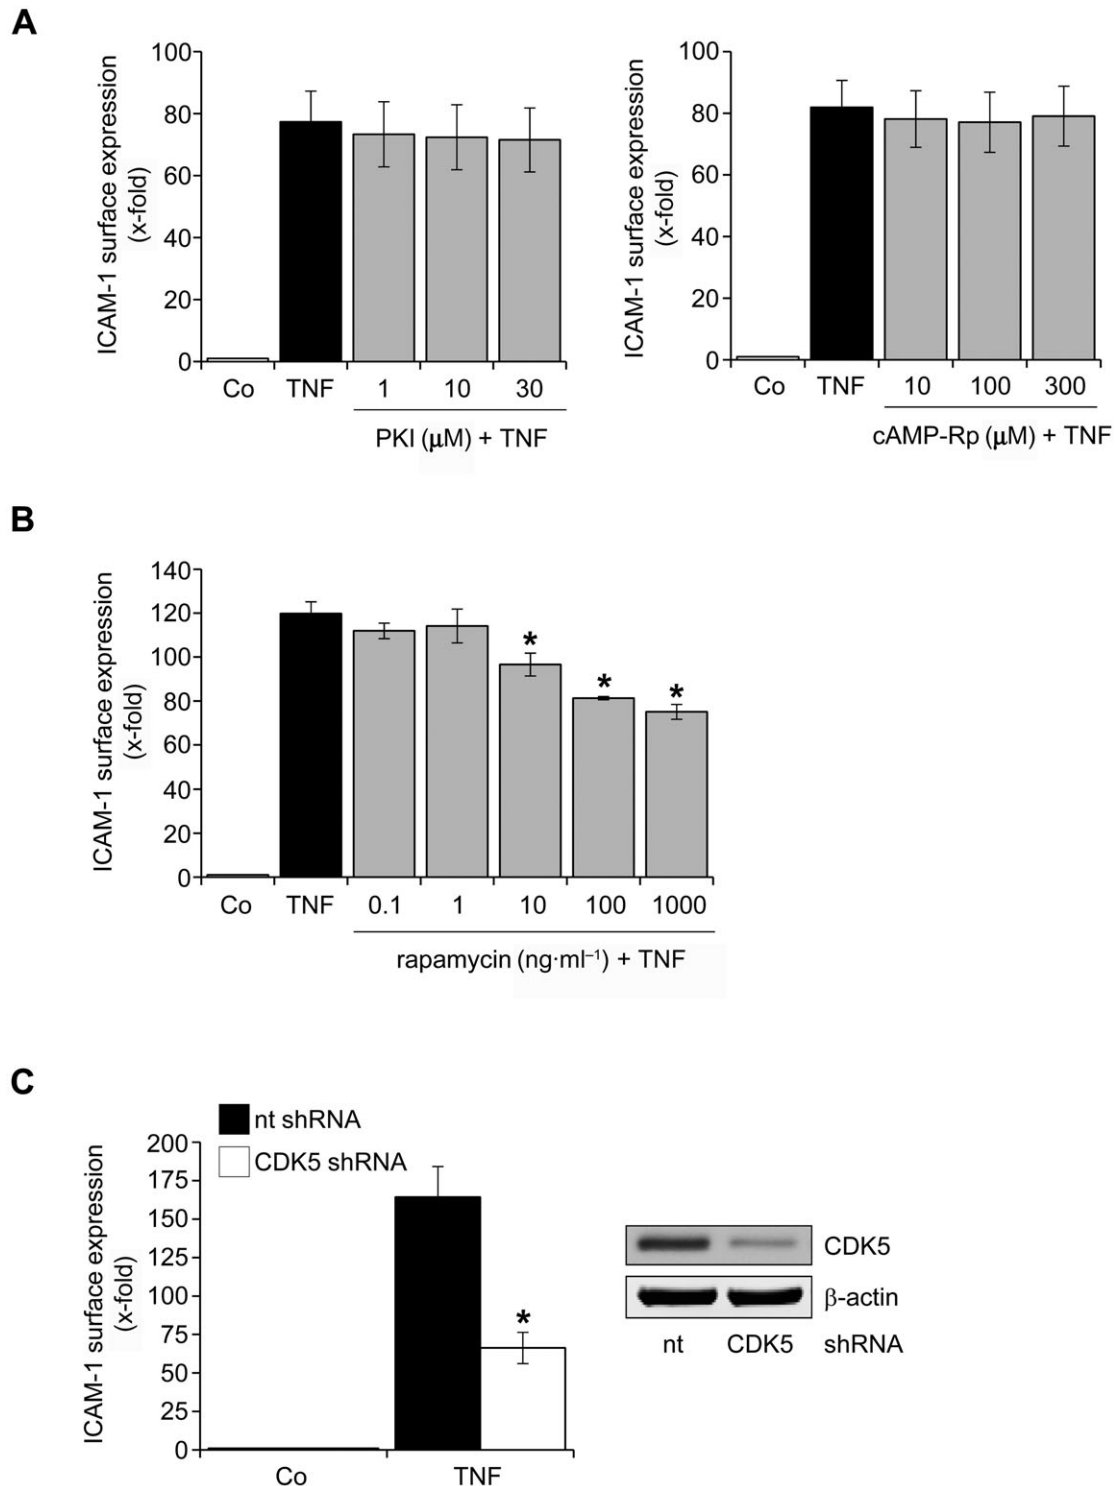 A
ICAM-1 surface expression
(x-fold)
100
80
60
40
20
0
Co TNF 1 10 30
PKI (μM) + TNF
ICAM-1 surface expression
(x-fold)
100
80
60
40
20
0
Co TNF 10 100 300
cAMP-Rp (μM) + TNF
B
ICAM-1 surface expression
(x-fold)
140
120
100
80
60
40
20
0
* * *
Co TNF 0.1 1 10 100 1000
rapamycin (ng·ml⁻¹) + TNF
C
nt shRNA
CDK5 shRNA
ICAM-1 surface expression
(x-fold)
200
175
150
125
100
75
50
25
0
*
Co TNF
CDK5
β-actin
nt CDK5 shRNA